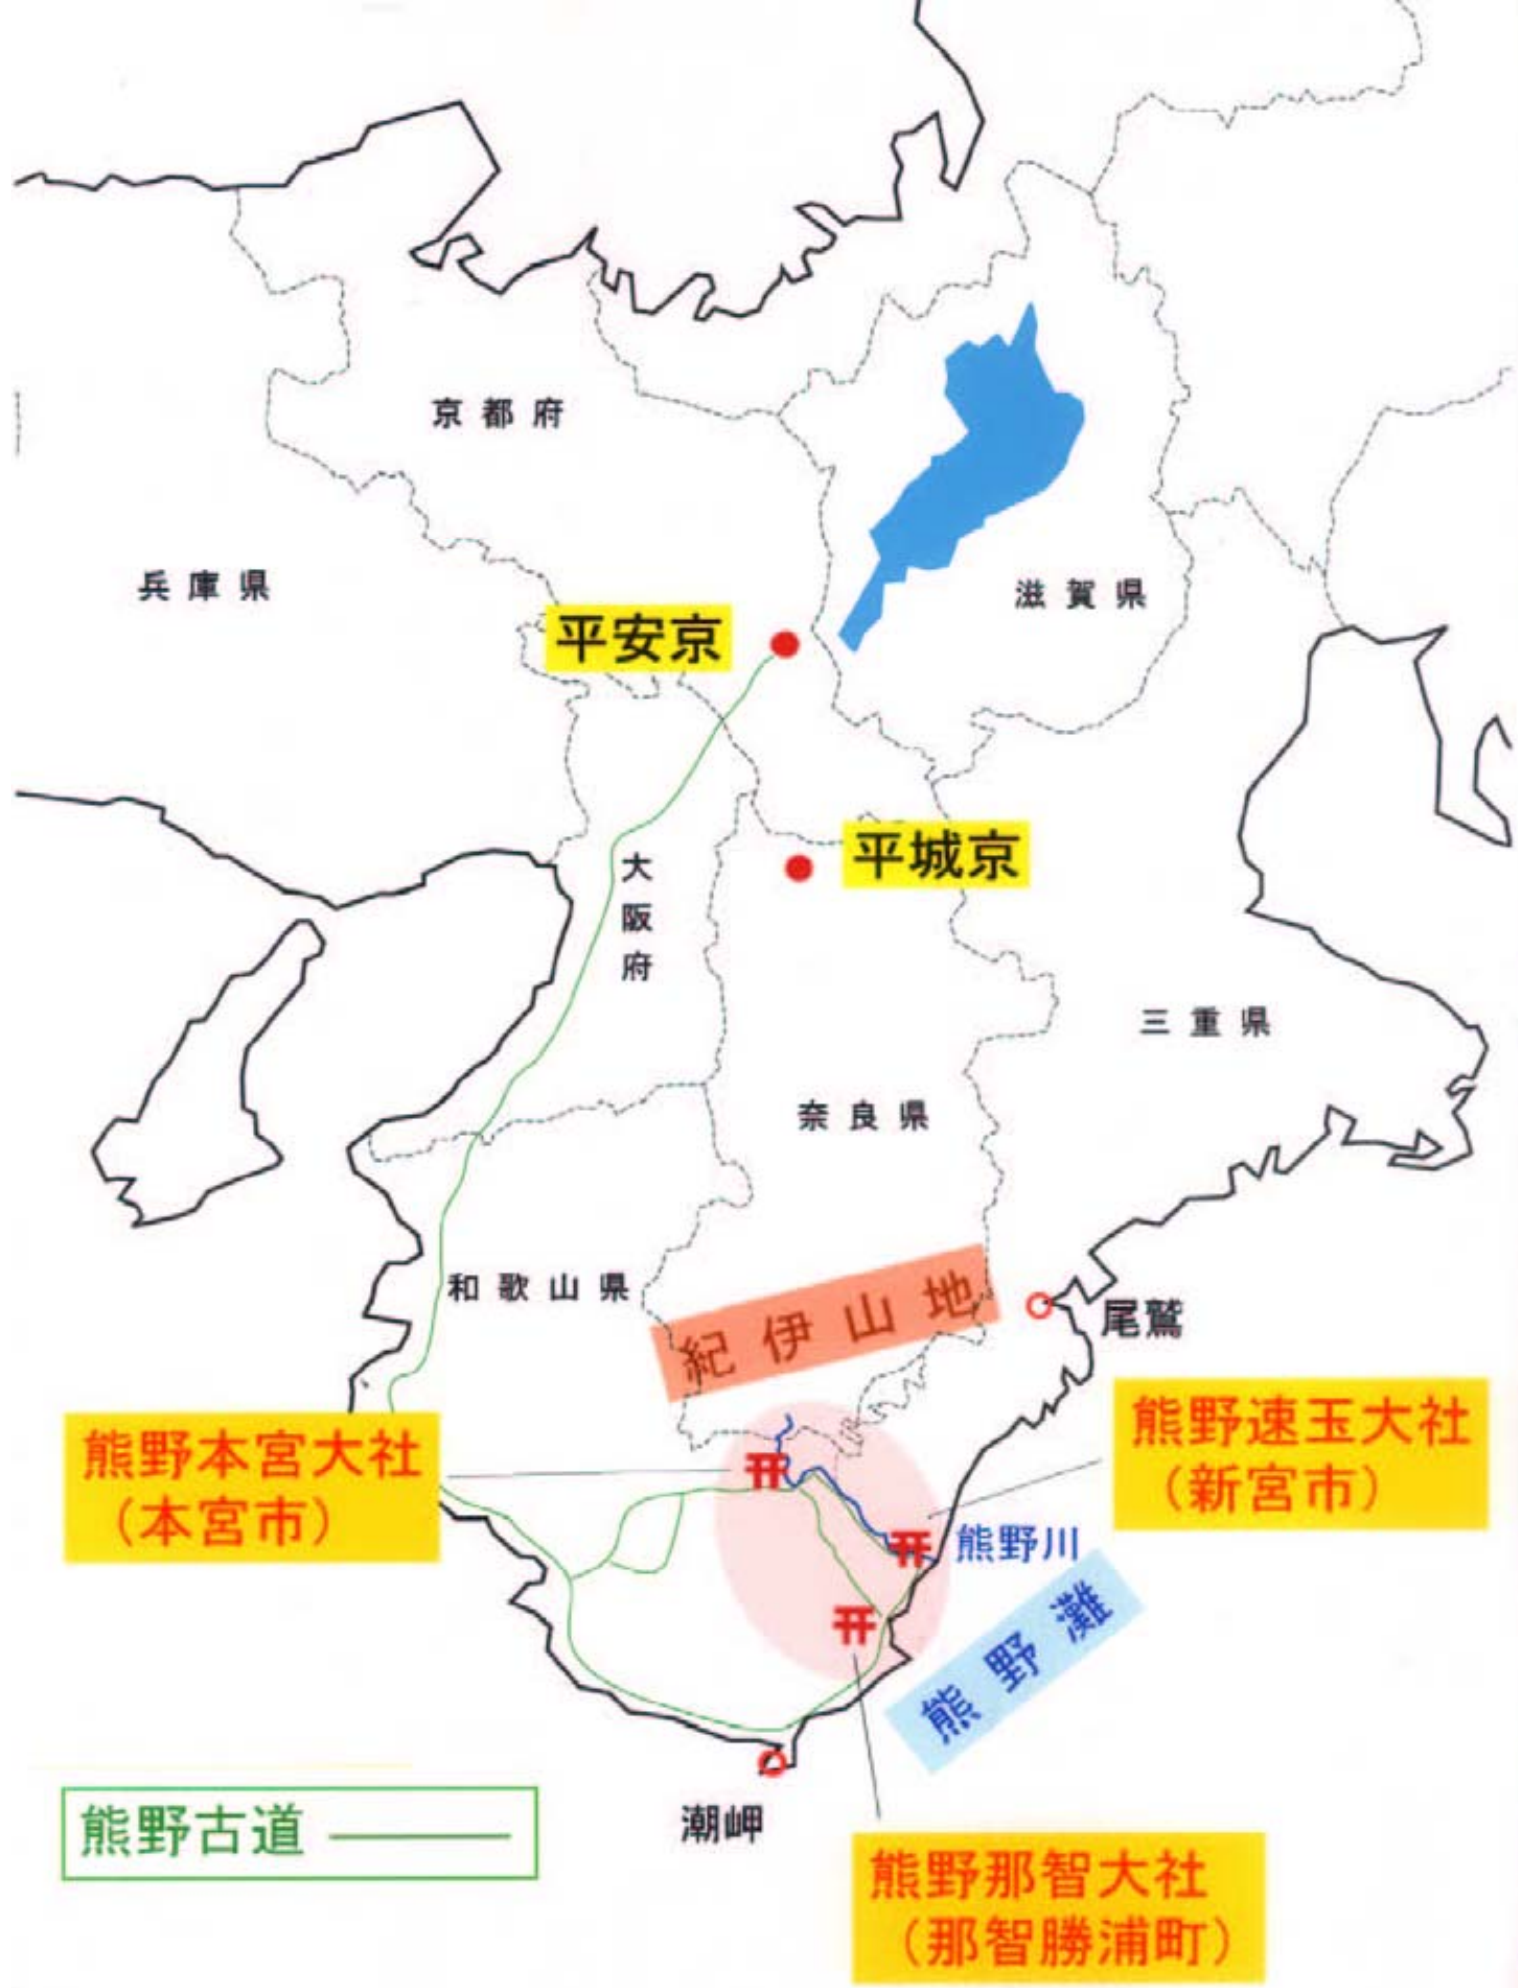 京都府
兵庫県
滋賀県
平安京
平城京
大阪府
三重県
奈良県
和歌山県
紀伊山地
尾鷲
熊野本宮大社
（本宮市）
熊野速玉大社
（新宮市）
熊野川
熊野灘
熊野古道
潮岬
熊野那智大社
（那智勝浦町）